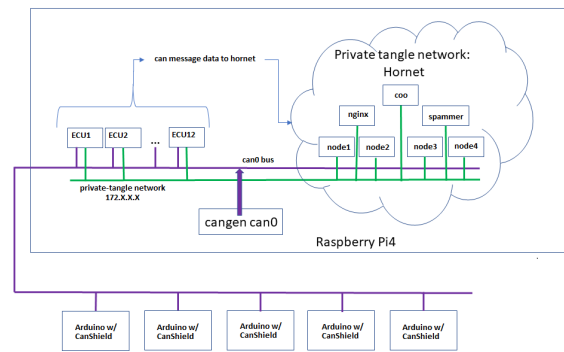 Private tangle network:
Hornet
can message data to hornet
coo
nginx
spammer
ECU1
ECU2
...
ECU12
node1
node2
node3
node4
can0 bus
private-tangle network
172.X.X.X
cangen can0
Raspberry Pi4
Arduino w/
CanShield
Arduino w/
CanShield
Arduino w/
CanShield
Arduino w/
CanShield
Arduino w/
CanShield